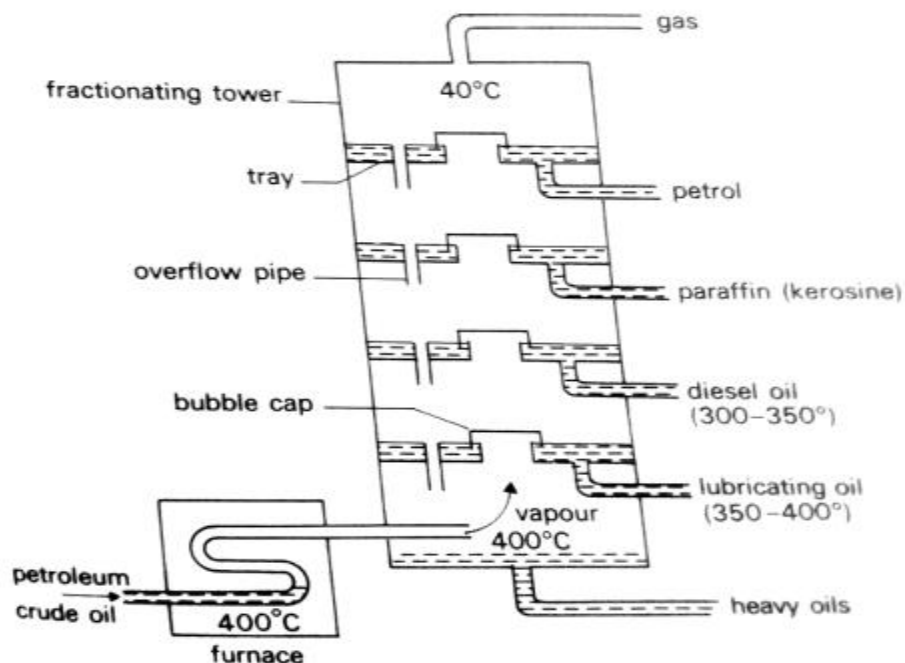 gas
fractionating tower
40°C
tray
petrol
overflow pipe
paraffin (kerosine)
diesel oil
(300–350°)
bubble cap
lubricating oil
(350–400°)
vapour
400°C
petroleum
crude oil
400°C
furnace
heavy oils